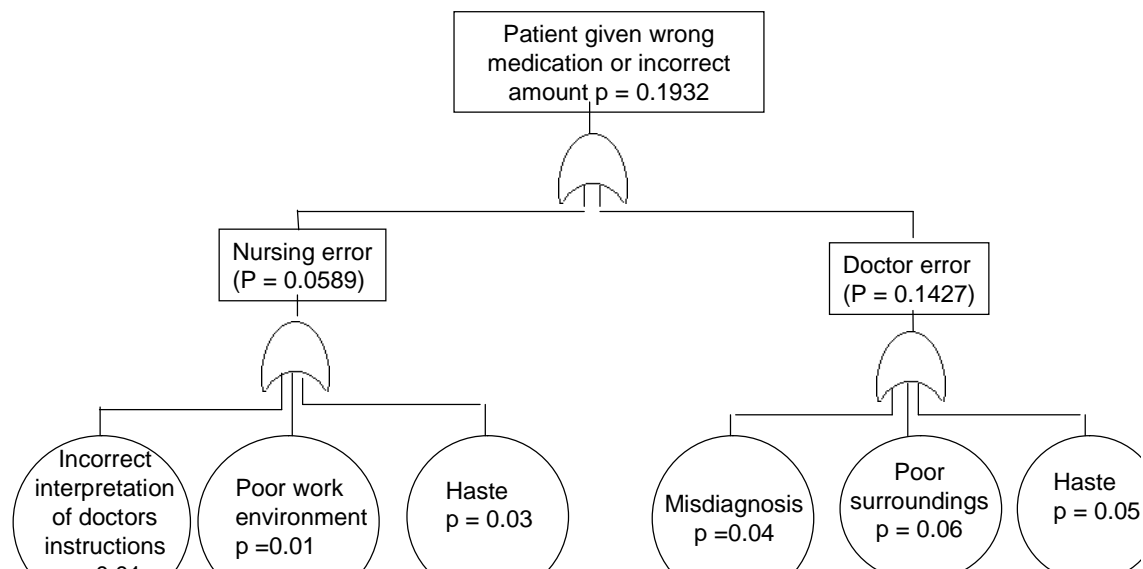 Patient given wrong
medication or incorrect
amount p = 0.1932
Nursing error
(P = 0.0589)
Doctor error
(P = 0.1427)
Incorrect
interpretation
of doctors
instructions
Poor work
environment
p =0.01
Haste
p = 0.03
Misdiagnosis
p =0.04
Poor
surroundings
p = 0.06
Haste
p = 0.05